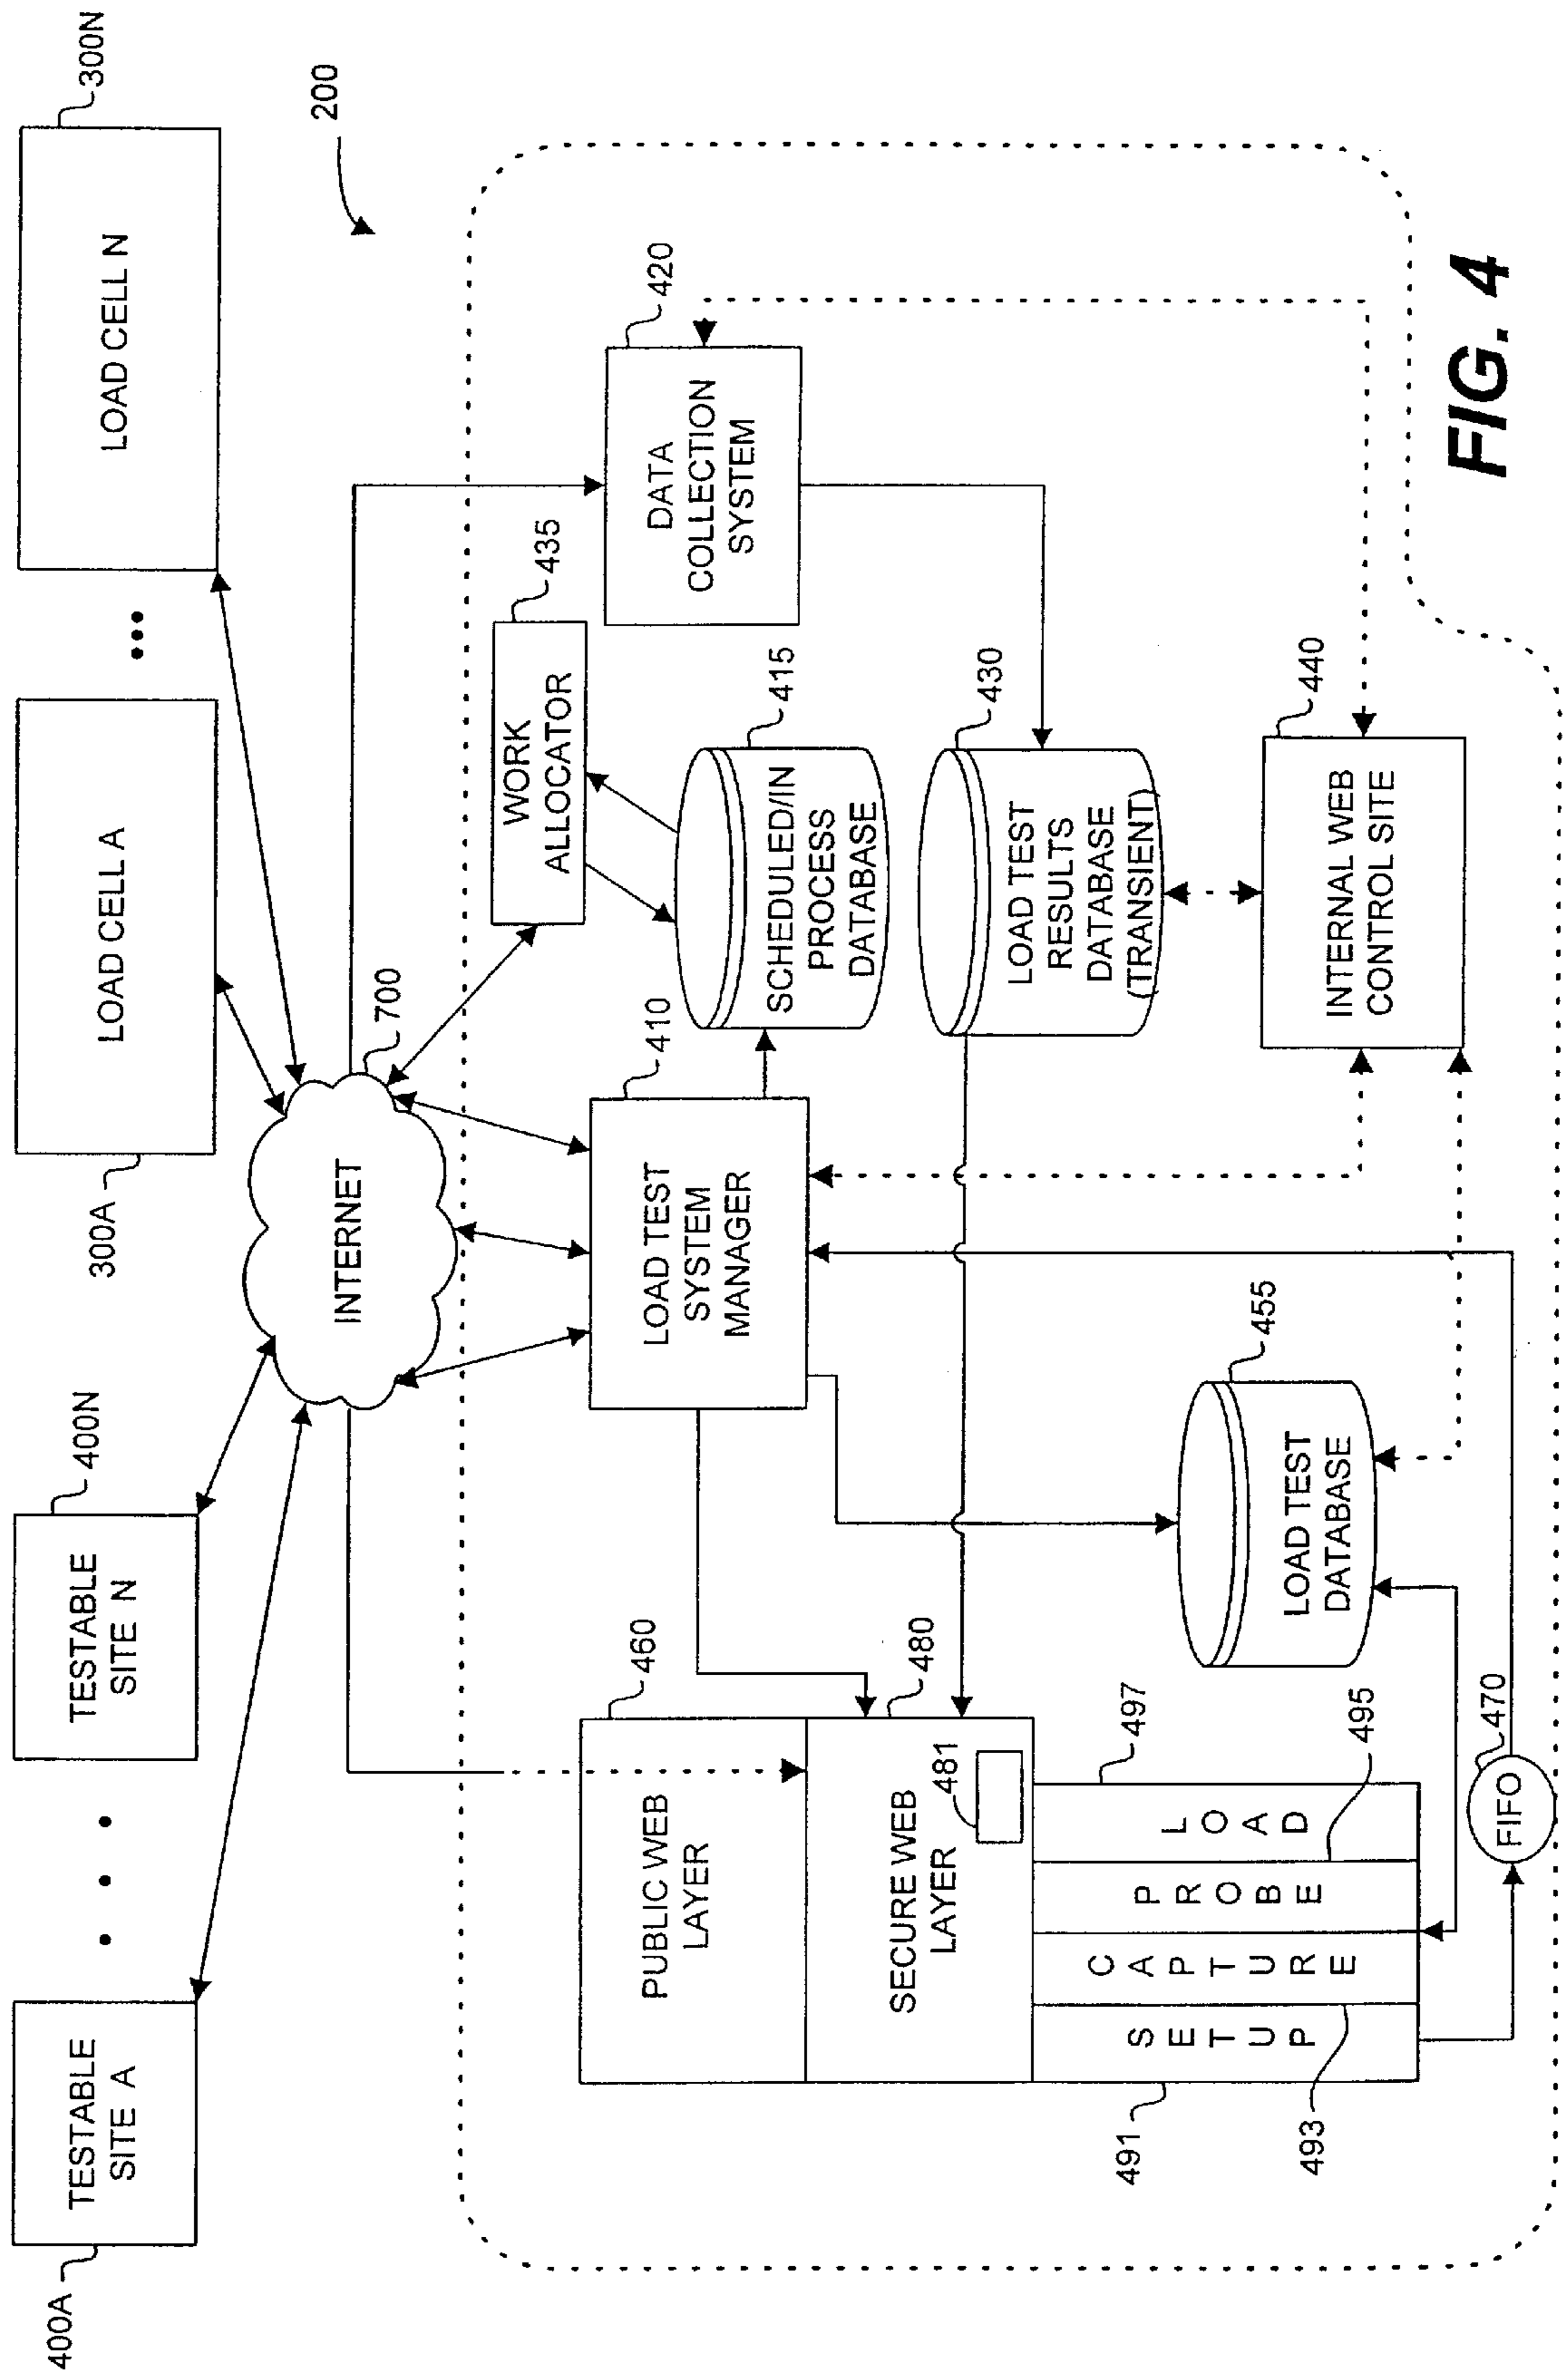 400A
TESTABLE
SITE A
TESTABLE
SITE N
400N
300A
LOAD CELL A
LOAD CELL N
300N
INTERNET
700
200
460
PUBLIC WEB
LAYER
SECURE WEB
LAYER
480
481
491
SETUP
CAPTURE
PROBE
LOAD
493
495
497
FIFO
470
LOAD TEST
SYSTEM
MANAGER
410
LOAD TEST
DATABASE
455
WORK
ALLOCATOR
435
SCHEDULED/IN
PROCESS
DATABASE
415
LOAD TEST
RESULTS
DATABASE
(TRANSIENT)
430
DATA
COLLECTION
SYSTEM
420
INTERNAL WEB
CONTROL SITE
440
FIG. 4